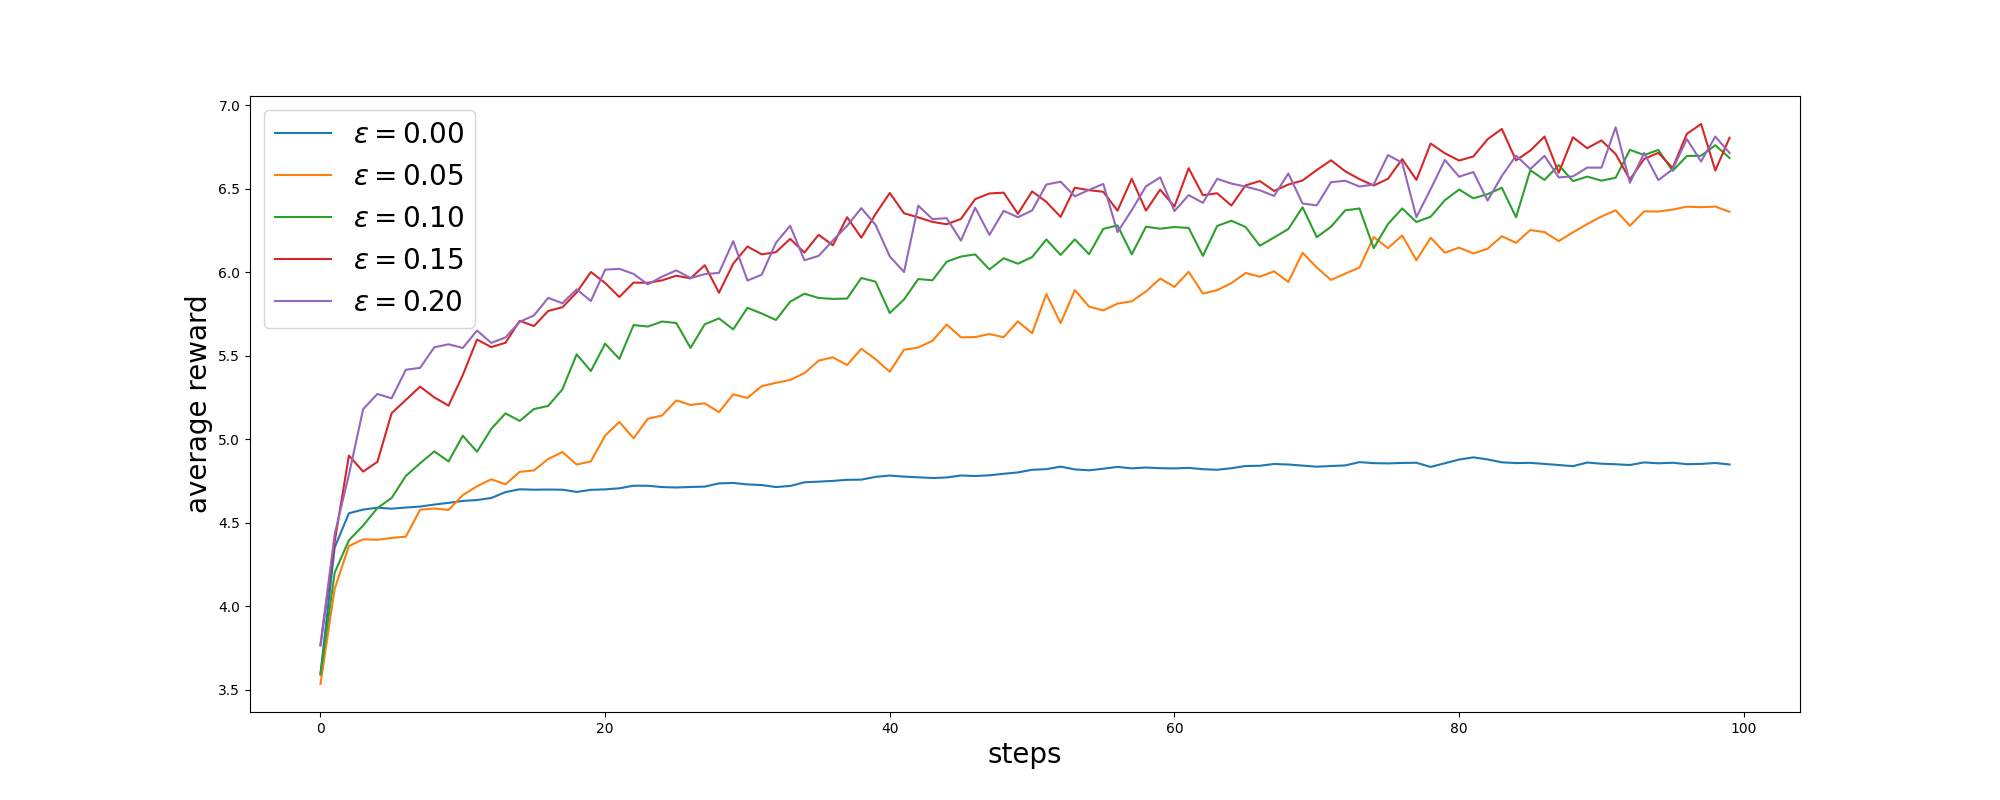 7.0
6.5
6.0
5.5
5.0
4.5
4.0
3.5
average reward
ε = 0.00
ε = 0.05
ε = 0.10
ε = 0.15
ε = 0.20
0 20 40 60 80 100
steps